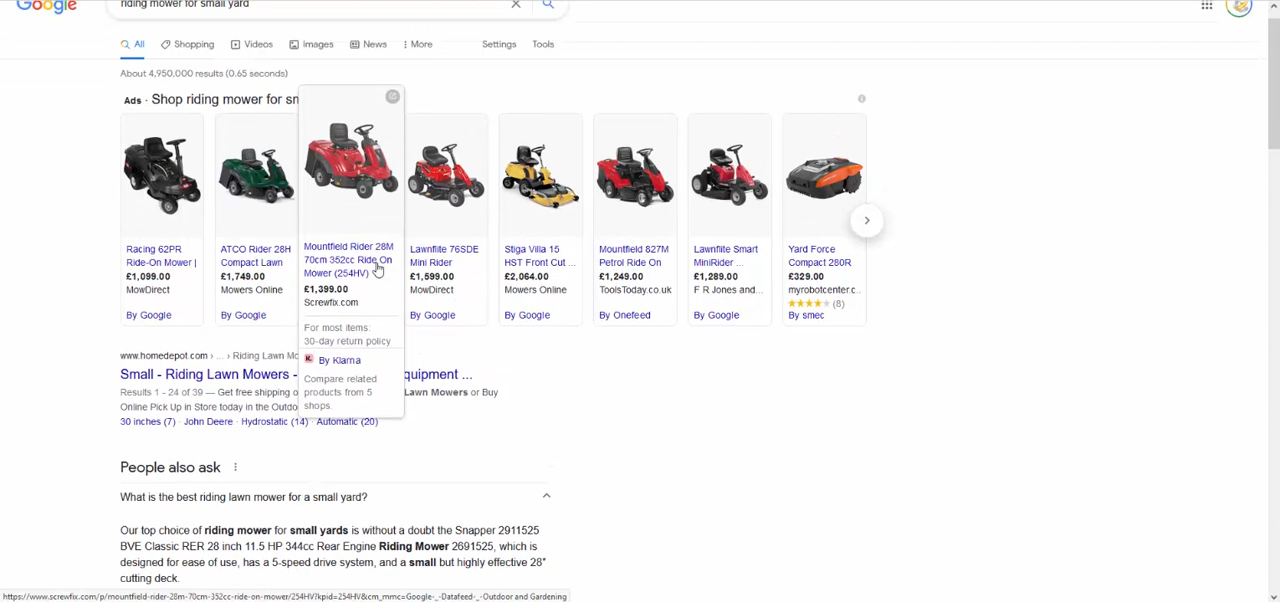 Google
riding mower for small yard
All Shopping Videos Images News More Settings Tools
About 4,950,000 results (0.65 seconds)
Ads · Shop riding mower for sm
Racing 62PR
Ride-On Mower |
£1,099.00
MowDirect
By Google
ATCO Rider 28H
Compact Lawn
£1,749.00
Mowers Online
By Google
Mountfield Rider 28M
70cm 352cc Ride On
Mower (254HV)
£1,399.00
Screwfix.com
For most items:
30-day return policy
K. By Klarna
Compare related
products from 5
shops.
Lawnflite 76SDE
Mini Rider
£1,599.00
MowDirect
By Google
Stiga Villa 15
HST Front Cut ...
£2,064.00
Mowers Online
By Google
Mountfield 827M
Petrol Ride On
£1,249.00
ToolsToday.co.uk
By Onefeed
Lawnflite Smart
MiniRider ...
£1,289.00
F R Jones and...
By Google
Yard Force
Compact 280R
£329.00
myrobotcenter.c...
(8)
By smec
www.homedepot.com › ... › Riding Lawn Mo
Small - Riding Lawn Mowers - quipment ...
Results 1 - 24 of 39 — Get free shipping o Lawn Mowers or Buy
Online Pick Up in Store today in the Outdo
30 inches (7) · John Deere · Hydrostatic (14) · Automatic (20)
People also ask
What is the best riding lawn mower for a small yard?
Our top choice of riding mower for small yards is without a doubt the Snapper 2911525
BVE Classic RER 28 inch 11.5 HP 344cc Rear Engine Riding Mower 2691525, which is
designed for ease of use, has a 5-speed drive system, and a small but highly effective 28"
cutting deck.
https://www.screwfix.com/p/mountfield-rider-28m-70cm-352cc-ride-on-mower/254HV?kpid=254HV&cm_mmc=Google-_-Datafeed-_-Outdoor and Gardening